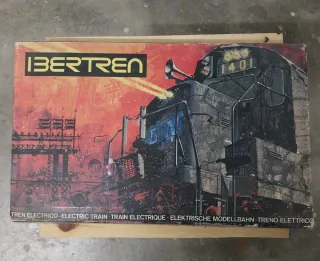 IBERTREN
1401
TREN ELECTRICO - ELECTRIC TRAIN - TRAIN ELECTRIQUE - ELEKTRISCHE MODELLBAHN - TRENO ELETTRICO